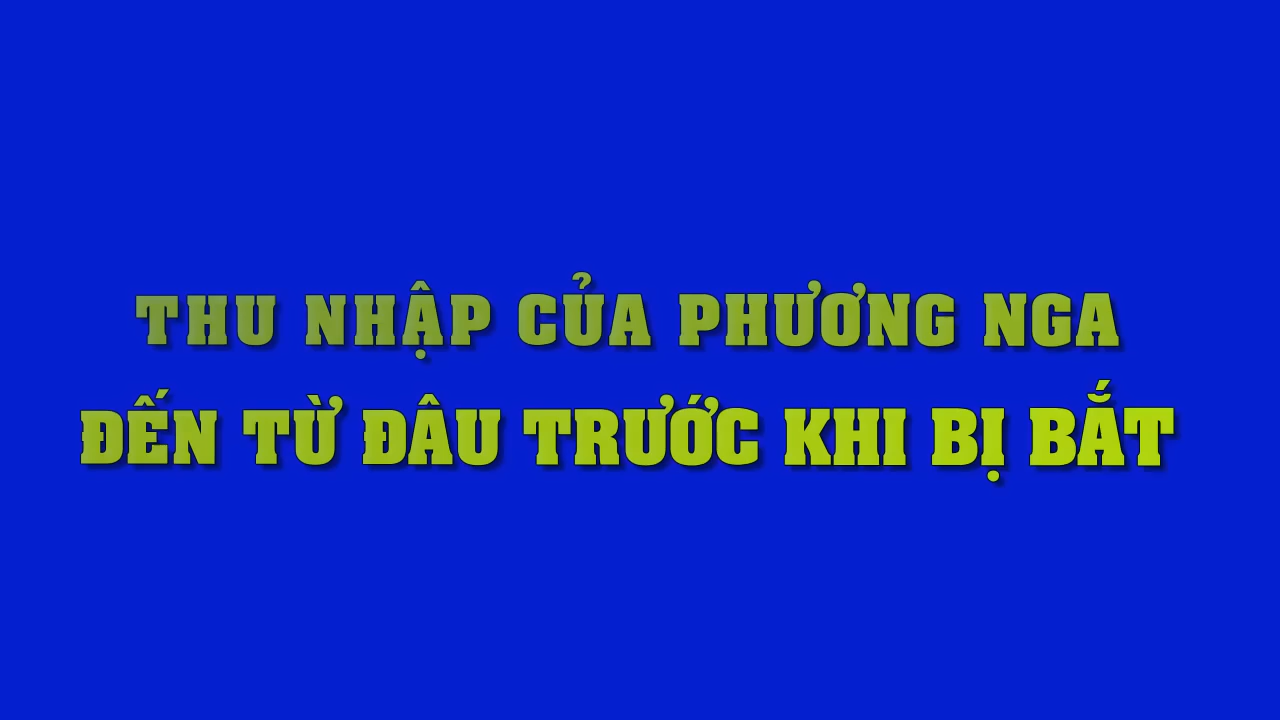 THU NHẬP CỦA PHƯƠNG NGA
ĐẾN TỪ ĐÂU TRƯỚC KHI BỊ BẮT